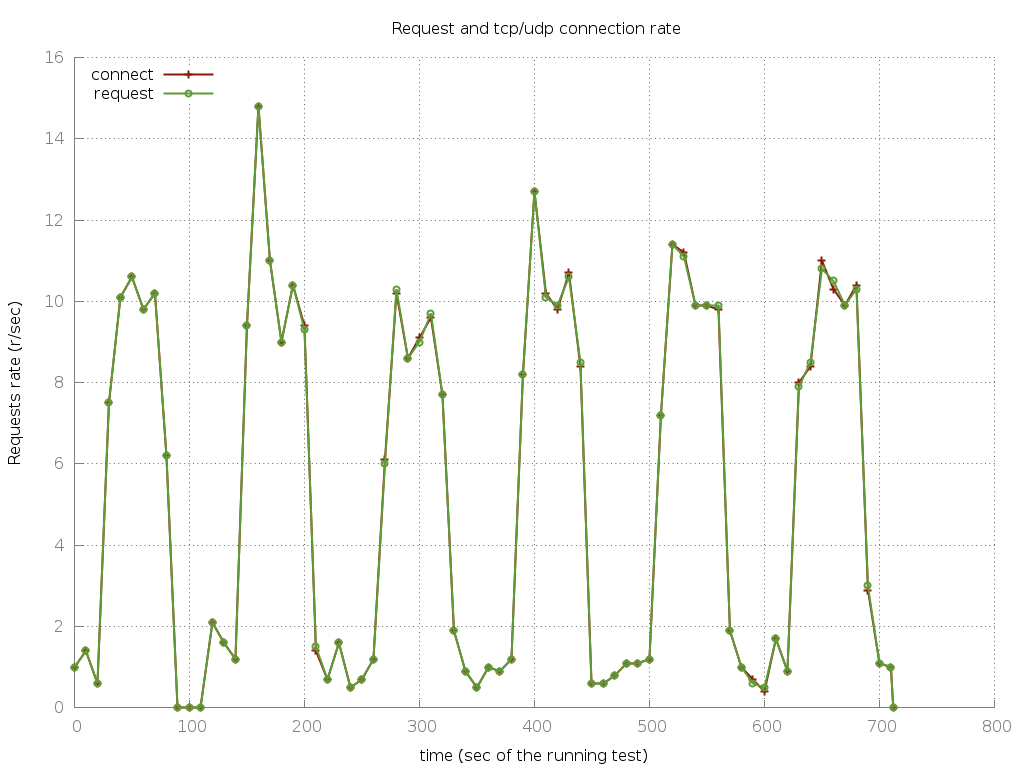 Request and tcp/udp connection rate
16
connect
request
14
12
10
8
6
4
2
0
Requests rate (r/sec)
0 100 200 300 400 500 600 700 800
time (sec of the running test)